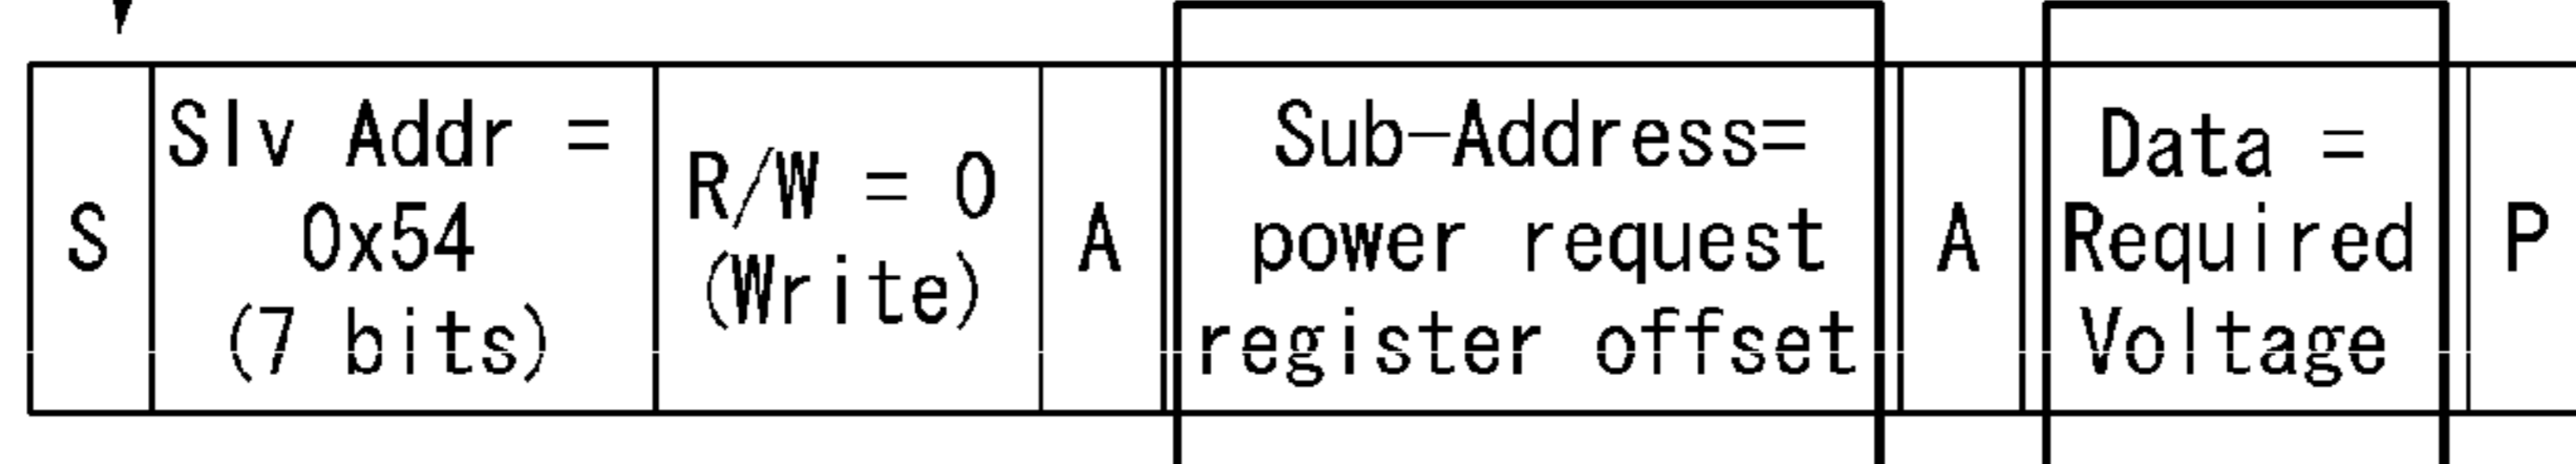 S
Slv Addr =
0x54
(7 bits)
R/W = 0
(Write)
A
Sub-Address=
power request
register offset
A
Data =
Required
Voltage
P